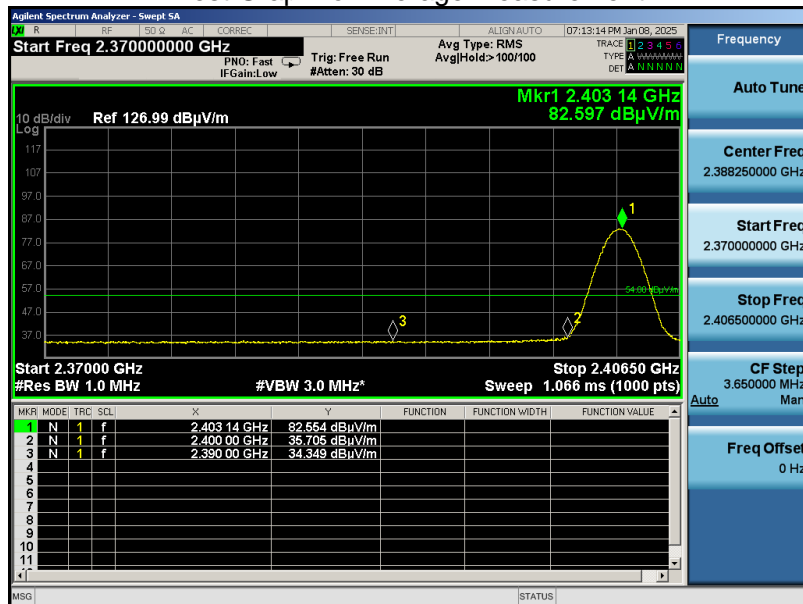 Agilent Spectrum Analyzer - Swept SA
LXI R RF 50 Ω AC CORREC SENSE:INT ALIGN AUTO 07:13:14 PM Jan 08, 2025
Start Freq 2.370000000 GHz
PNO: Fast
IFGain:Low
Trig: Free Run
#Atten: 30 dB
Avg Type: RMS
Avg|Hold:>100/100
TRACE 1 2 3 4 5 6
TYPE A
DET A N N N N N
Mkr1 2.403 14 GHz
82.597 dBµV/m
10 dB/div Ref 126.99 dBµV/m
Log
117
107
97.0
87.0
77.0
67.0
57.0
47.0
37.0
1
54.00 dBµV/m
2
3
Start 2.37000 GHz Stop 2.40650 GHz
#Res BW 1.0 MHz #VBW 3.0 MHz* Sweep 1.066 ms (1000 pts)
MKR MODE TRC SCL X Y FUNCTION FUNCTION WIDTH FUNCTION VALUE
1 N 1 f 2.403 14 GHz 82.554 dBµV/m
2 N 1 f 2.400 00 GHz 35.705 dBµV/m
3 N 1 f 2.390 00 GHz 34.349 dBµV/m
4
5
6
7
8
9
10
11
MSG STATUS
Frequency
Auto Tune
Center Freq
2.388250000 GHz
Start Freq
2.370000000 GHz
Stop Freq
2.406500000 GHz
CF Step
3.650000 MHz
Auto Man
Freq Offset
0 Hz